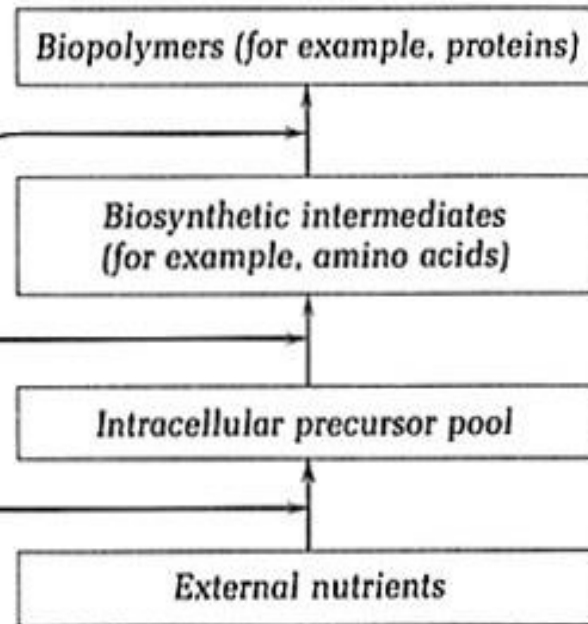 Biopolymers (for example, proteins)
Biosynthetic intermediates
(for example, amino acids)
Intracellular precursor pool
External nutrients